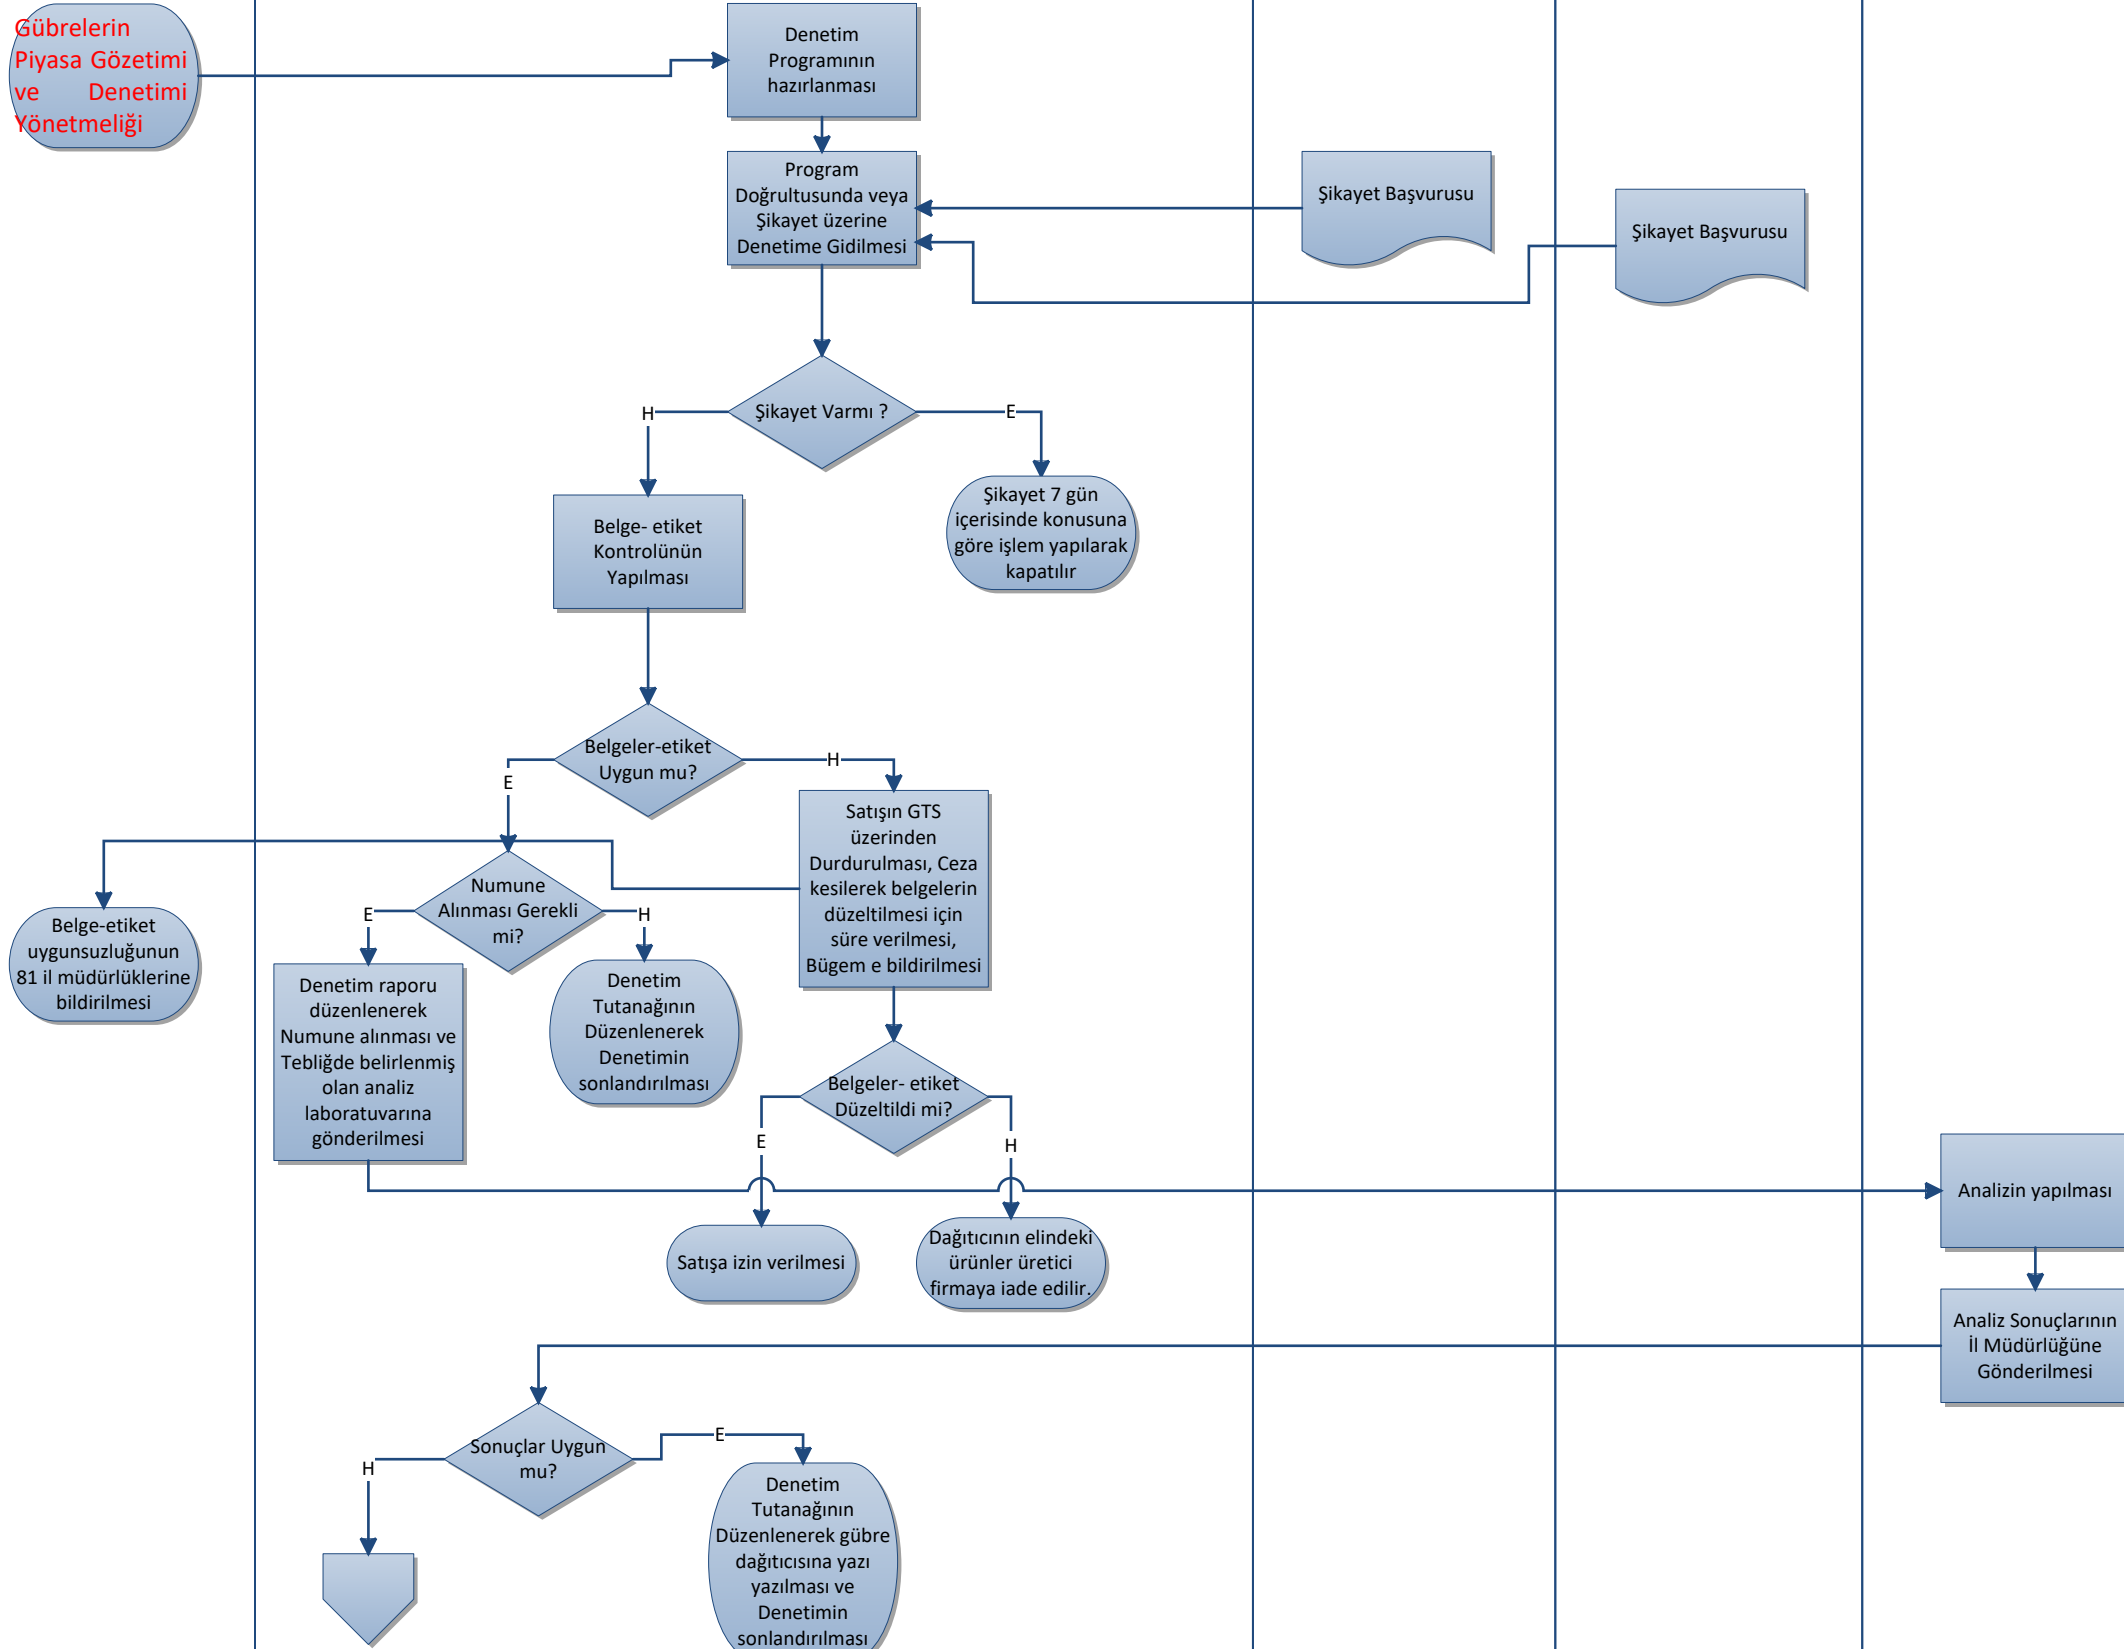 Gübrelerin
Piyasa Gözetimi
ve Denetimi
Yönetmeliği
Denetim
Programının
hazırlanması
Program
Doğrultusunda veya
Şikayet üzerine
Denetime Gidilmesi
Şikayet Başvurusu
Şikayet Başvurusu
Şikayet Varmı ?
H
E
Şikayet 7 gün
içerisinde konusuna
göre işlem yapılarak
kapatılır
Belge- etiket
Kontrolünün
Yapılması
Belgeler-etiket
Uygun mu?
E
H
Satışın GTS
üzerinden
Durdurulması, Ceza
kesilerek belgelerin
düzeltilmesi için
süre verilmesi,
Bügem e bildirilmesi
Belge-etiket
uygunsuzluğunun
81 il müdürlüklerine
bildirilmesi
Numune
Alınması Gerekli
mi?
E
H
Denetim raporu
düzenlenerek
Numune alınması ve
Tebliğde belirlenmiş
olan analiz
laboratuvarına
gönderilmesi
Denetim
Tutanağının
Düzenlenerek
Denetimin
sonlandırılması
Belgeler- etiket
Düzeltildi mi?
E
H
Satışa izin verilmesi
Dağıtıcının elindeki
ürünler üretici
firmaya iade edilir.
Analizin yapılması
Analiz Sonuçlarının
İl Müdürlüğüne
Gönderilmesi
Sonuçlar Uygun
mu?
H
E
Denetim
Tutanağının
Düzenlenerek gübre
dağıtıcısına yazı
yazılması ve
Denetimin
sonlandırılması